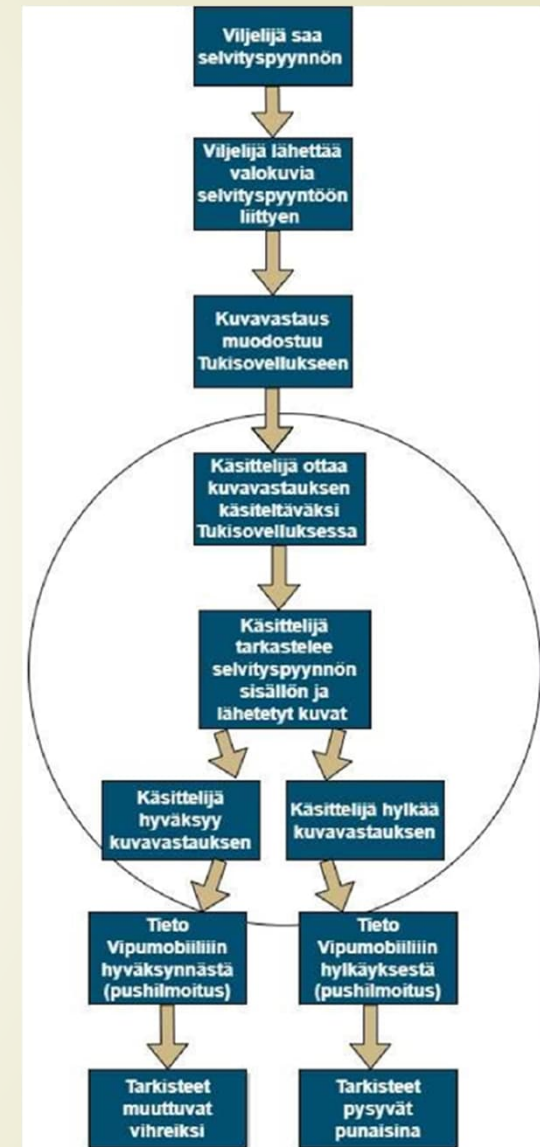 Viljelijä saa
selvityspyynnön
Viljelijä lähettää
valokuvia
selvityspyyntöön
liittyen
Kuvavastaus
muodostuu
Tukisovellukseen
Käsittelijä ottaa
kuvavastauksen
käsiteltäväksi
Tukisovelluksessa
Käsittelijä
tarkastelee
selvityspyynnön
sisällön ja
lähetetyt kuvat
Käsittelijä
hyväksyy
kuvavastauksen
Käsittelijä hylkää
kuvavastauksen
Tieto
Vipumobiiliin
hyväksynnästä
(pushilmoitus)
Tieto
Vipumobiiliin
hylkäyksestä
(pushilmoitus)
Tarkisteet
muuttuvat
vihreiksi
Tarkisteet
pysyvät
punaisina